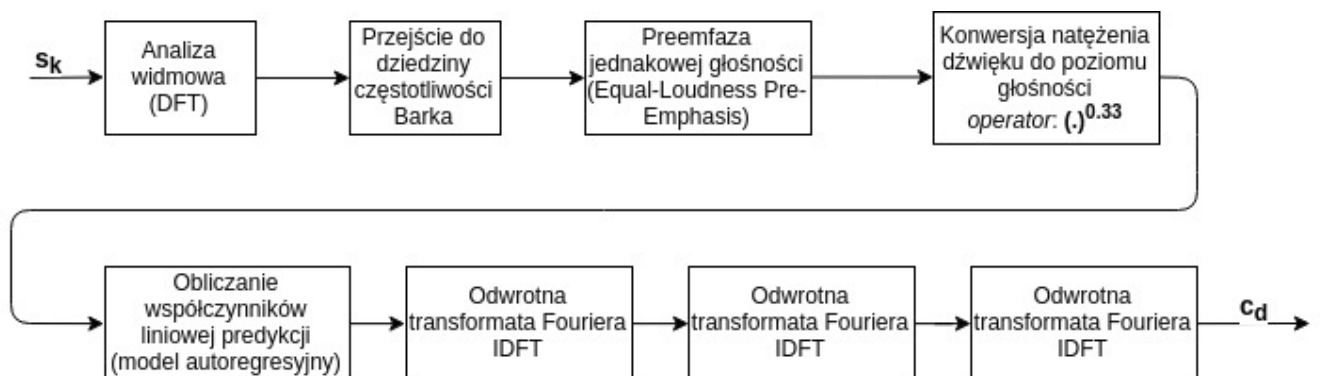 s_k
Analiza
widmowa
(DFT)
Przejście do
dziedziny
częstotliwości
Barka
Preemfaza
jednakowej głośności
(Equal-Loudness Pre-
Emphasis)
Konwersja natężenia
dźwięku do poziomu
głośności
operator: (.)^0.33
Obliczanie
współczynników
liniowej predykcji
(model autoregresyjny)
Odwrotna
transformata Fouriera
IDFT
Odwrotna
transformata Fouriera
IDFT
Odwrotna
transformata Fouriera
IDFT
c_d